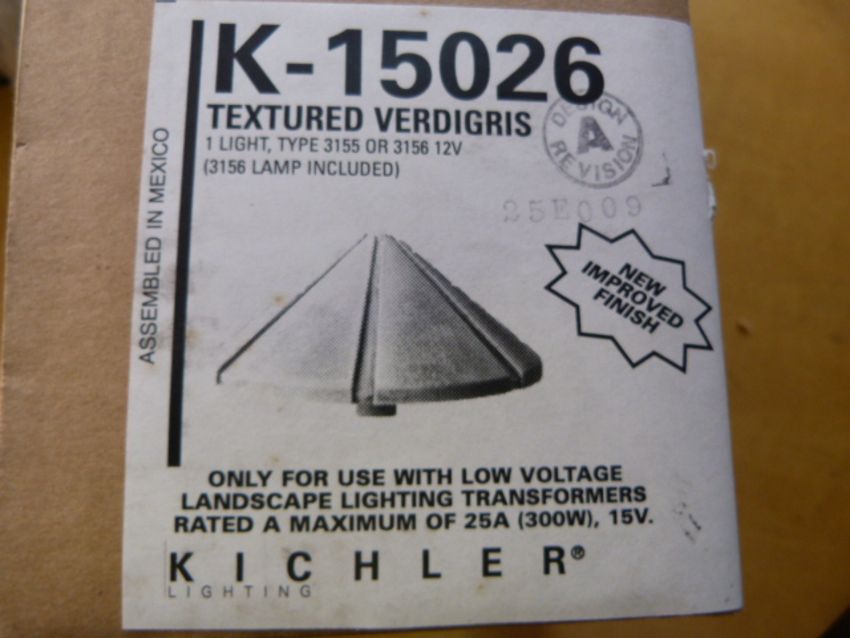 K-15026
TEXTURED VERDIGRIS
1 LIGHT, TYPE 3155 OR 3156 12V
(3156 LAMP INCLUDED)
DESIGN
A
REVISION
25E009
ASSEMBLED IN MEXICO
NEW
IMPROVED
FINISH
ONLY FOR USE WITH LOW VOLTAGE
LANDSCAPE LIGHTING TRANSFORMERS
RATED A MAXIMUM OF 25A (300W), 15V.
KICHLER®
LIGHTING